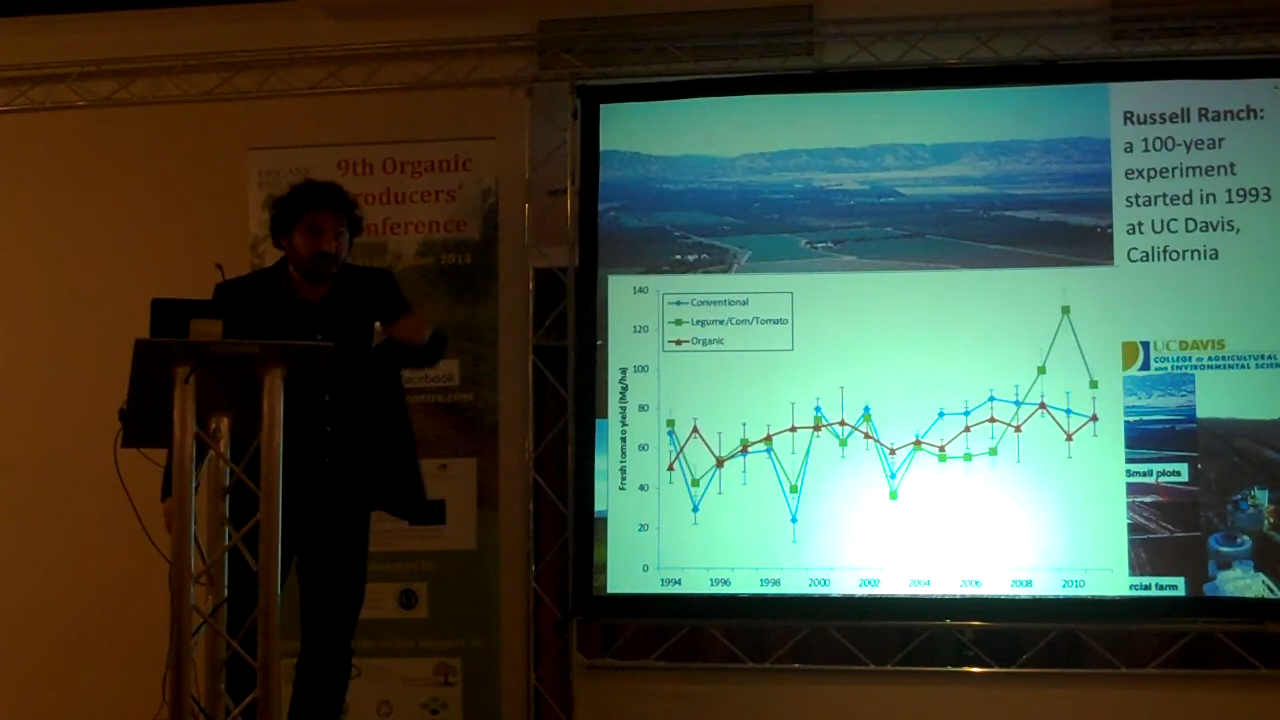 9th Organic
roducers'
nference
acebook
Russell Ranch:
a 100-year
experiment
started in 1993
at UC Davis,
California
140
120
100
80
60
40
20
0
Fresh tomato yield (Mg/ha)
Conventional
Legume/Corn/Tomato
Organic
1994 1996 1998 2000 2002 2004 2006 2008 2010
UCDAVIS
COLLEGE OF AGRICULTURAL
AND ENVIRONMENTAL SCIEN
Small plots
rcial farm